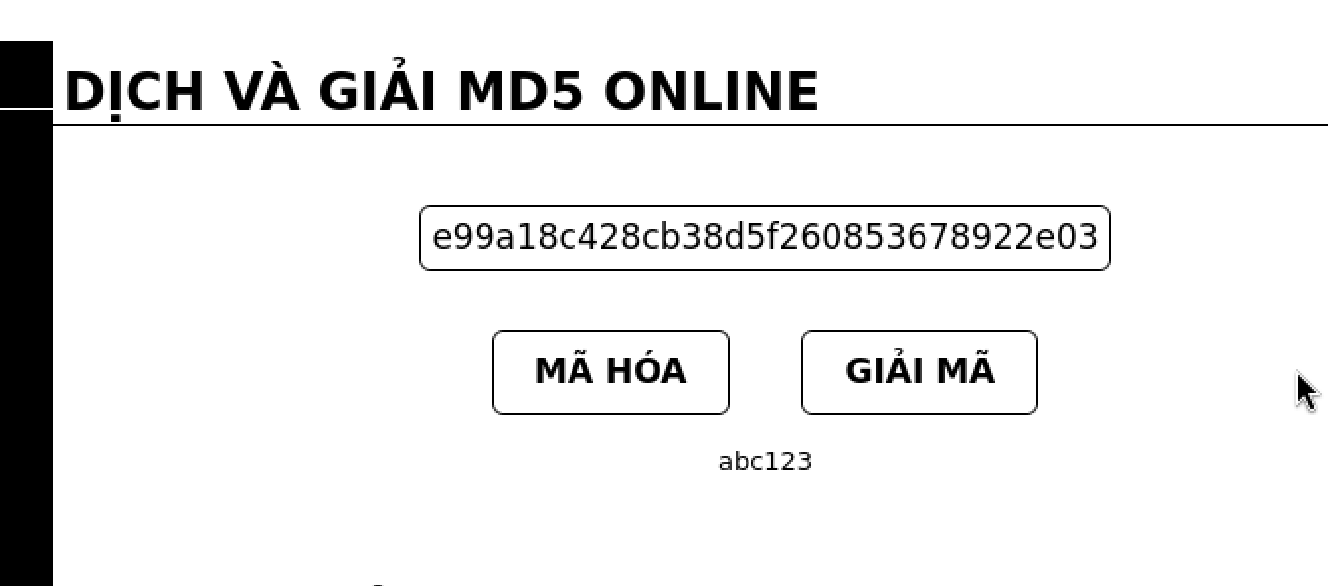 DỊCH VÀ GIẢI MD5 ONLINE
e99a18c428cb38d5f260853678922e03
MÃ HÓA GIẢI MÃ
abc123